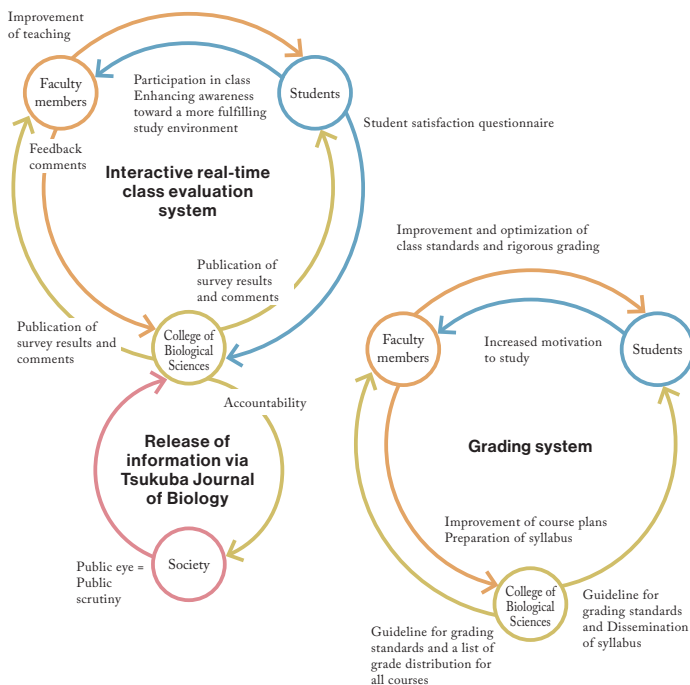 Improvement
of teaching
Faculty
members
Participation in class
Enhancing awareness
toward a more fulfilling
study environment
Students
Student satisfaction questionnaire
Feedback
comments
Interactive real-time
class evaluation
system
Publication of
survey results
and comments
Publication of
survey results and
comments
College of
Biological
Sciences
Accountability
Release of
information via
Tsukuba Journal
of Biology
Public eye =
Public
scrutiny
Society
Improvement and optimization of
class standards and rigorous grading
Faculty
members
Increased motivation
to study
Students
Grading system
Improvement of course plans
Preparation of syllabus
College of
Biological
Sciences
Guideline for
grading standards
and Dissemination
of syllabus
Guideline for grading
standards and a list of
grade distribution for
all courses